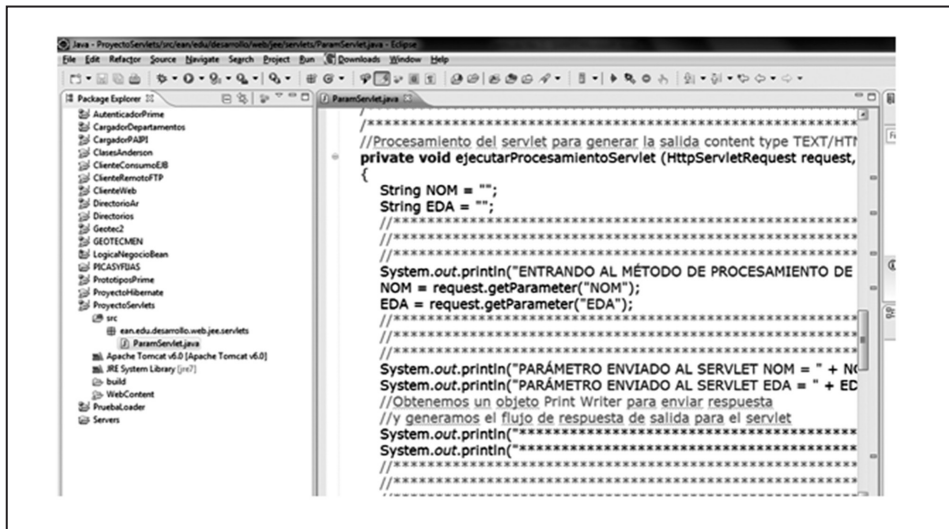 Java - ProyectoServlets/src/ean/edu/desarrollo/web/jee/servlets/ParamServlet.java - Eclipse
File Edit Refactor Source Navigate Search Project Run Downloads Window Help
Package Explorer
AutenticadorPrime
CargadorDepartamentos
CargadorPAIPI
ClasesAnderson
ClienteConsumoEJB
ClienteRemotoFTP
ClienteWeb
DirectorioAr
Directorios
Geotec2
GEOTECMEN
LogicaNegocioBean
PICASYFIJAS
PrototiposPrime
ProyectoHibernate
ProyectoServlets
src
ean.edu.desarrollo.web.jee.servlets
ParamServlet.java
Apache Tomcat v6.0 [Apache Tomcat v6.0]
JRE System Library [jre7]
build
WebContent
PruebaLoader
Servers
ParamServlet.java
//Procesamiento del servlet para generar la salida content type TEXT/HTM
private void ejecutarProcesamientoServlet (HttpServletRequest request,
{
String NOM = "";
String EDA = "";
//************************************************
//************************************************
//************************************************
System.out.println("ENTRANDO AL MÉTODO DE PROCESAMIENTO DE
NOM = request.getParameter("NOM");
EDA = request.getParameter("EDA");
//************************************************
//************************************************
//************************************************
System.out.println("PARÁMETRO ENVIADO AL SERVLET NOM = " + NO
System.out.println("PARÁMETRO ENVIADO AL SERVLET EDA = " + ED
//Obtenemos un objeto Print Writer para enviar respuesta
//y generamos el flujo de respuesta de salida para el servlet
System.out.println("**********************************
System.out.println("**********************************
//************************************************
//************************************************